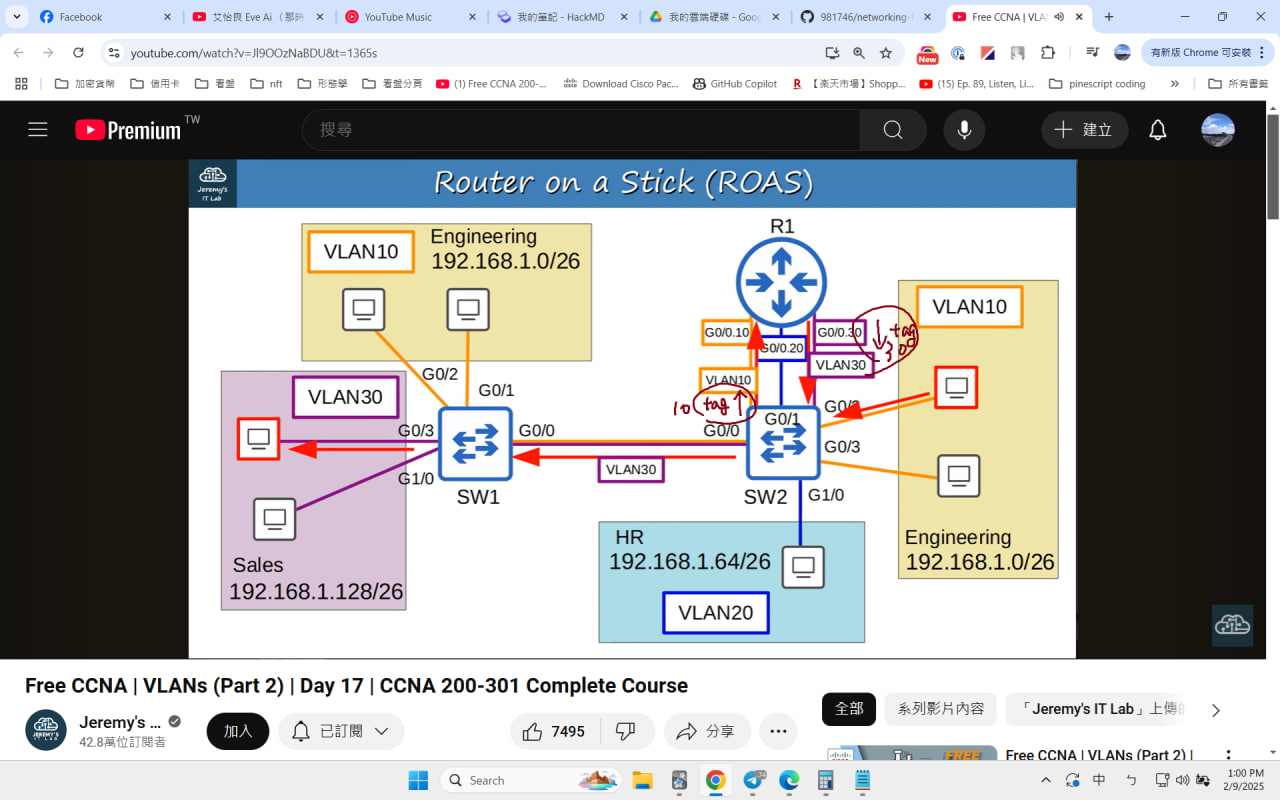 Facebook
艾怡良 Eve Ai （那時
YouTube Music
我的筆記 - HackMD
我的雲端硬碟 - Goog
981746/networking-
Free CCNA | VLA
youtube.com/watch?v=Jl9OOzNaBDU&t=1365s
New
有新版 Chrome 可安裝
加密貨幣
信用卡
看盤
nft
形態學
看盤分頁
(1) Free CCNA 200-...
Download Cisco Pac...
GitHub Copilot
【楽天市場】Shopp...
(15) Ep. 89, Listen, Li...
pinescript coding
所有書籤
Premium TW
搜尋
建立
Jeremy's
IT Lab
Router on a Stick (ROAS)
R1
VLAN10
Engineering
192.168.1.0/26
VLAN10
G0/0.10
G0/0.20
G0/0.30
tag
30
VLAN30
VLAN10
10 tag
G0/2
G0/1
VLAN30
G0/3
G0/0
G0/0
G0/1
G0/2
G0/3
G1/0
SW1
VLAN30
SW2
G1/0
Sales
192.168.1.128/26
HR
192.168.1.64/26
VLAN20
Engineering
192.168.1.0/26
Free CCNA | VLANs (Part 2) | Day 17 | CCNA 200-301 Complete Course
Jeremy's ...
42.8萬位訂閱者
加入
已訂閱
7495
分享
全部
系列影片內容
「Jeremy's IT Lab」上傳的
FREE
Free CCNA | VLANs (Part 2) |
Search
74
中
ㄅ
1:00 PM
2/9/2025